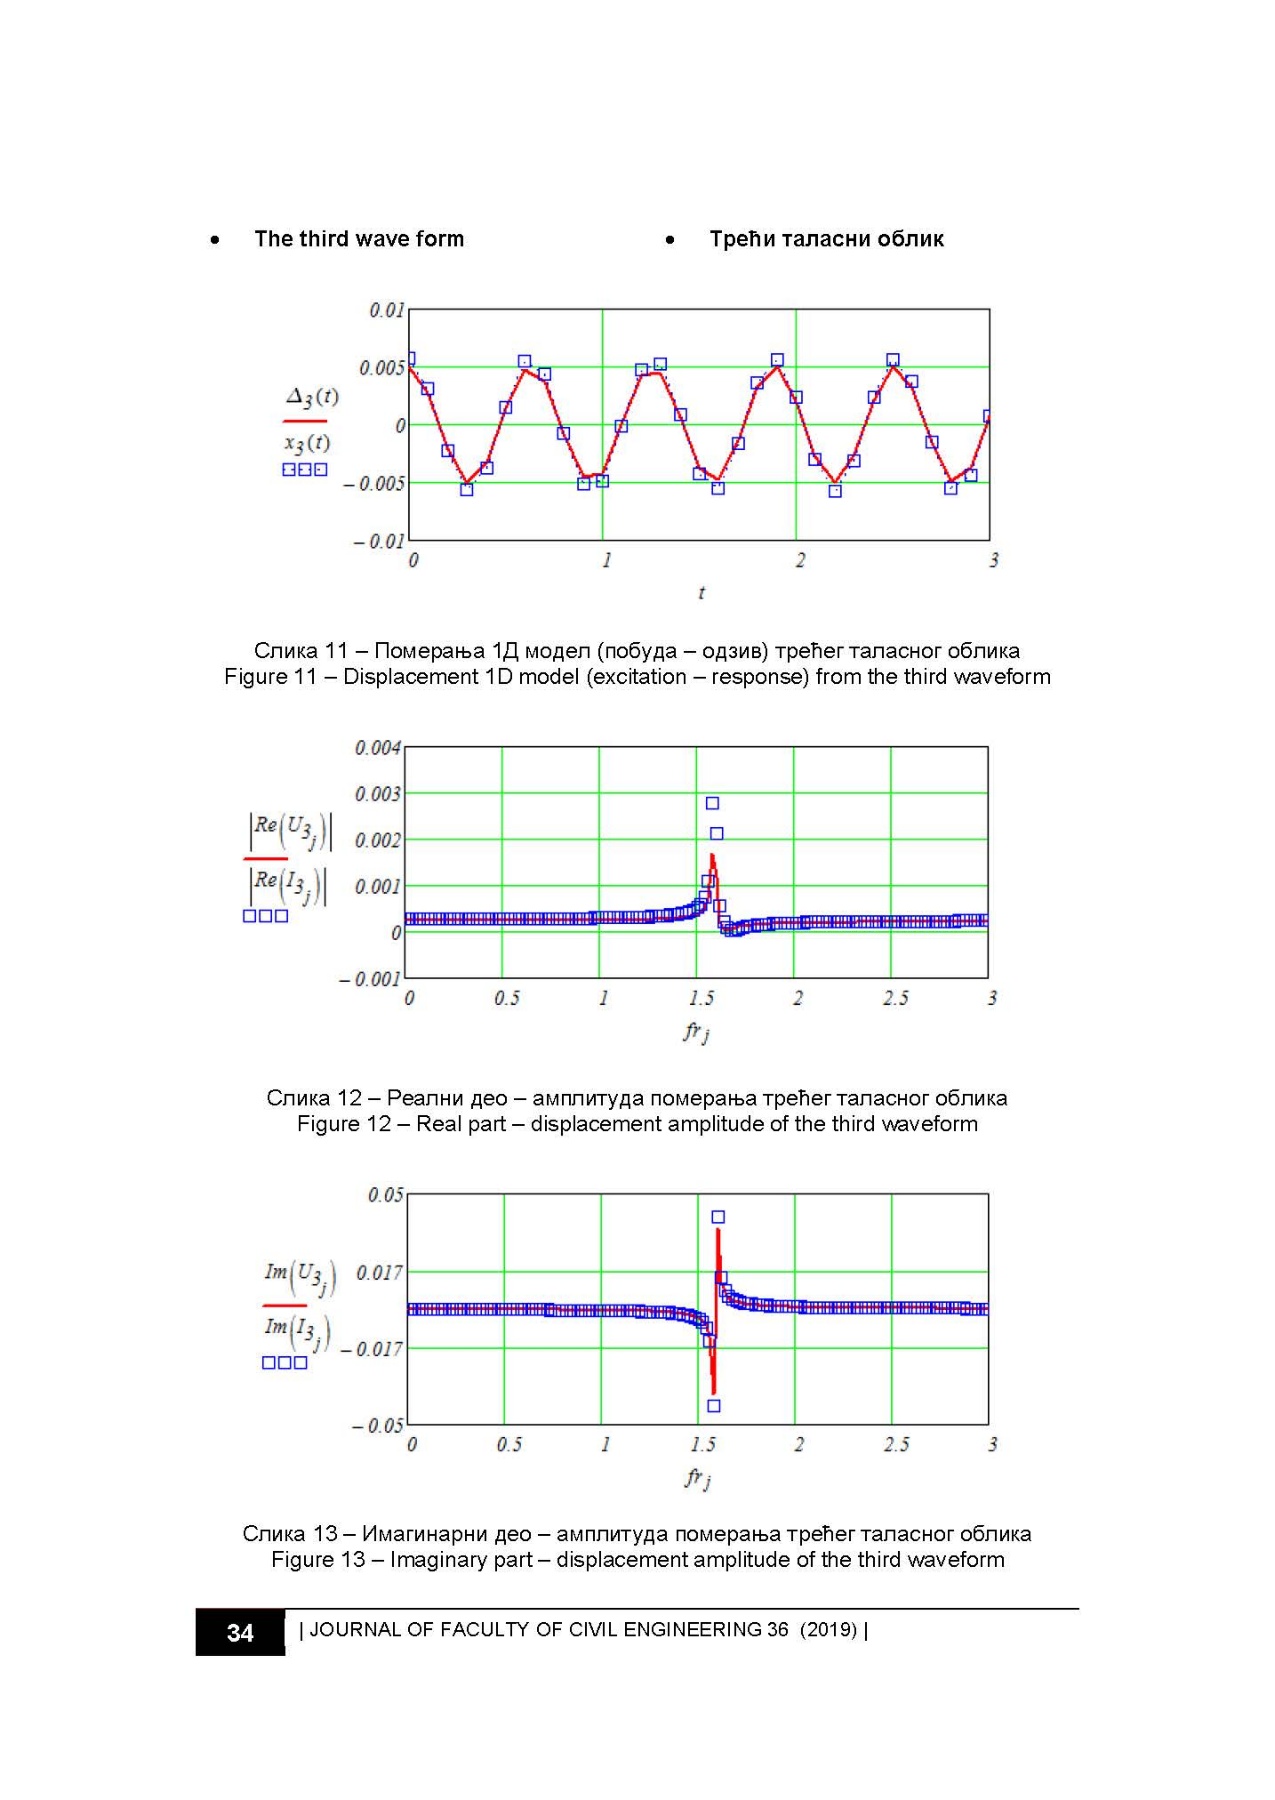 • The third wave form
• Трећи таласни облик
0.01
0.005
0
−0.005
−0.01
Δ3(t)
x3(t)
0 1 2 3
t
Слика 11 – Померања 1Д модел (побуда – одзив) трећег таласног облика
Figure 11 – Displacement 1D model (excitation – response) from the third waveform
0.004
0.003
0.002
0.001
0
−0.001
|Re(U3j)|
|Re(I3j)|
0 0.5 1 1.5 2 2.5 3
frj
Слика 12 – Реални део – амплитуда померања трећег таласног облика
Figure 12 – Real part – displacement amplitude of the third waveform
0.05
0.017
−0.017
−0.05
Im(U3j)
Im(I3j)
0 0.5 1 1.5 2 2.5 3
frj
Слика 13 – Имагинарни део – амплитуда померања трећег таласног облика
Figure 13 – Imaginary part – displacement amplitude of the third waveform
34 | JOURNAL OF FACULTY OF CIVIL ENGINEERING 36 (2019) |